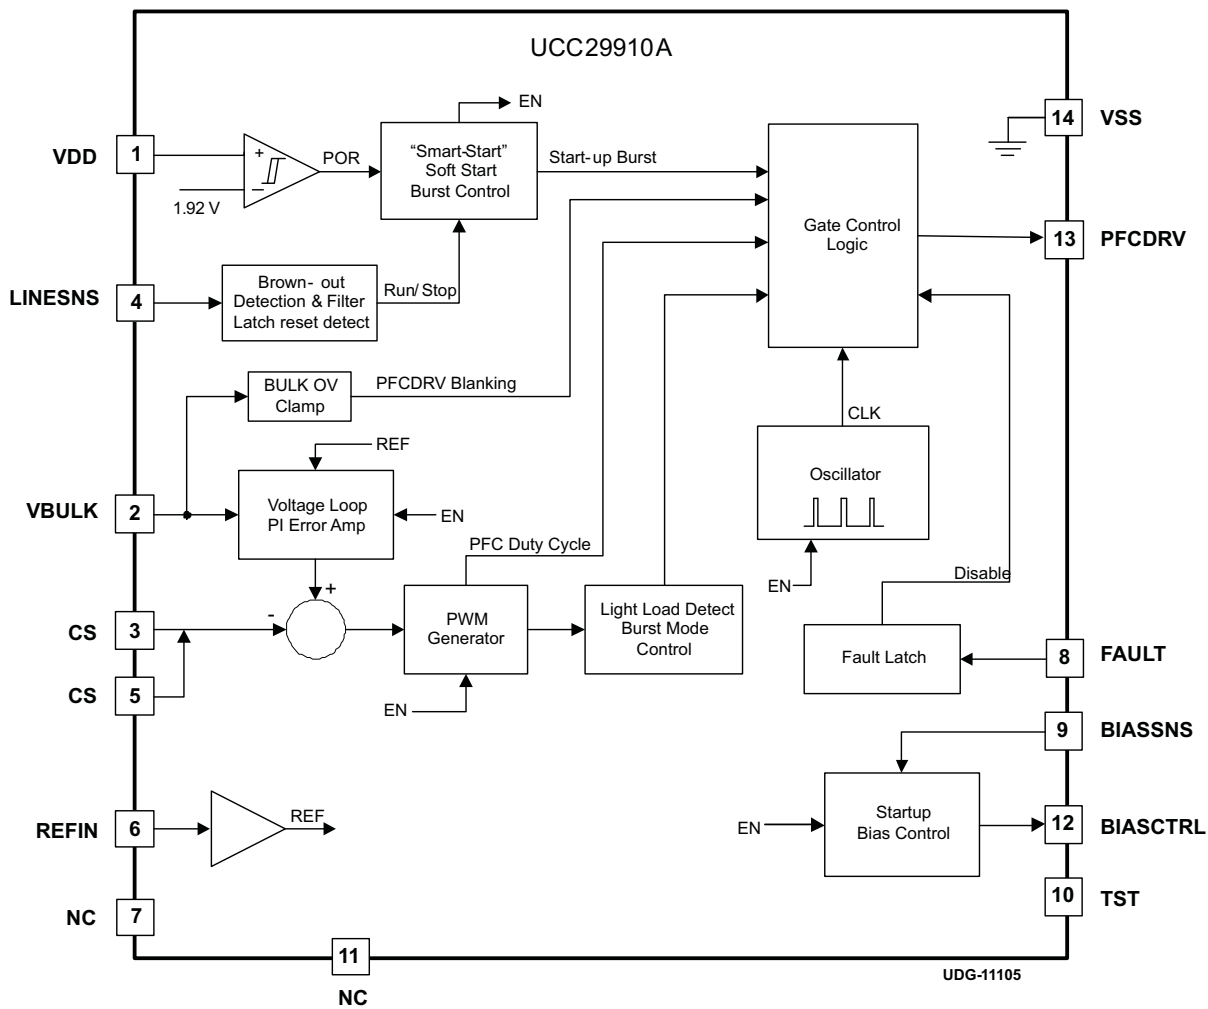 UCC29910A
VDD
1
+
−
1.92 V
POR
EN
“Smart-Start”
Soft Start
Burst Control
Start-up Burst
Gate Control
Logic
14
VSS
13
PFCDRV
LINESNS
4
Brown- out
Detection & Filter
Latch reset detect
Run/ Stop
BULK OV
Clamp
PFCDRV Blanking
REF
CLK
Oscillator
EN
VBULK
2
Voltage Loop
PI Error Amp
EN
PFC Duty Cycle
+
-
CS
3
CS
5
PWM
Generator
EN
Light Load Detect
Burst Mode
Control
Disable
Fault Latch
8
FAULT
9
BIASSNS
Startup
Bias Control
EN
12
BIASCTRL
10
TST
REFIN
6
REF
NC
7
11
NC
UDG-11105